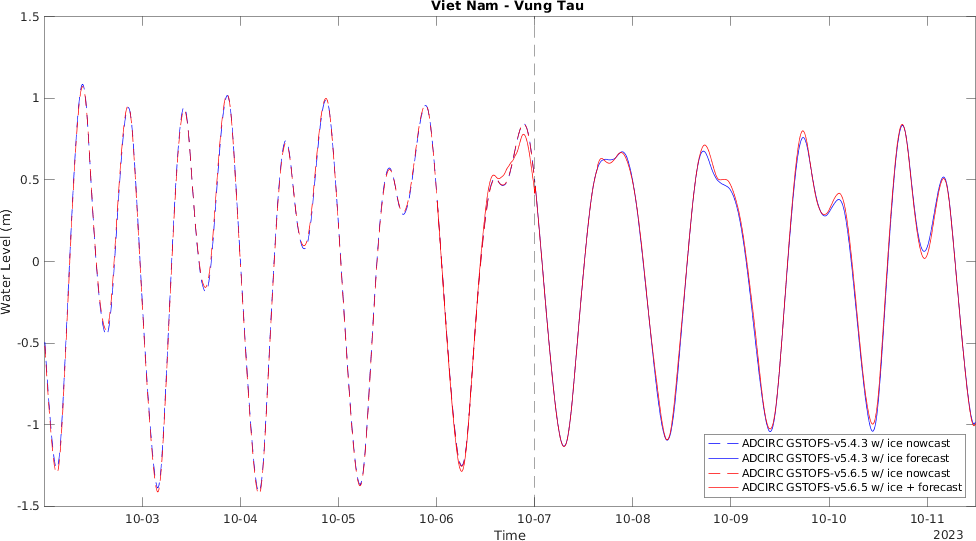 Viet Nam - Vung Tau
1.5
1
0.5
0
-0.5
-1
-1.5
Water Level (m)
10-03 10-04 10-05 10-06 10-07 10-08 10-09 10-10 10-11
Time
2023
ADCIRC GSTOFS-v5.4.3 w/ ice nowcast
ADCIRC GSTOFS-v5.4.3 w/ ice forecast
ADCIRC GSTOFS-v5.6.5 w/ ice nowcast
ADCIRC GSTOFS-v5.6.5 w/ ice + forecast